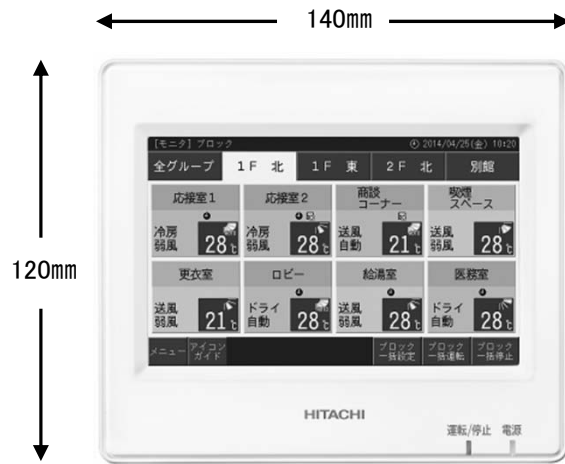 140mm
120mm
[モニタ] ブロック 2014/04/25(金) 10:20
全グループ 1F 北 1F 東 2F 北 別館
応接室1 応接室2 商談コーナー 喫煙スペース
冷房 弱風 28℃ 冷房 弱風 28℃ 送風 自動 21℃ 送風 弱風 28℃
更衣室 ロビー 給湯室 医務室
送風 弱風 21℃ ドライ 自動 28℃ 送風 弱風 28℃ ドライ 自動 28℃
メニュー アイコンガイド ブロック一括設定 ブロック一括運転 ブロック一括停止
HITACHI
運転/停止 電源